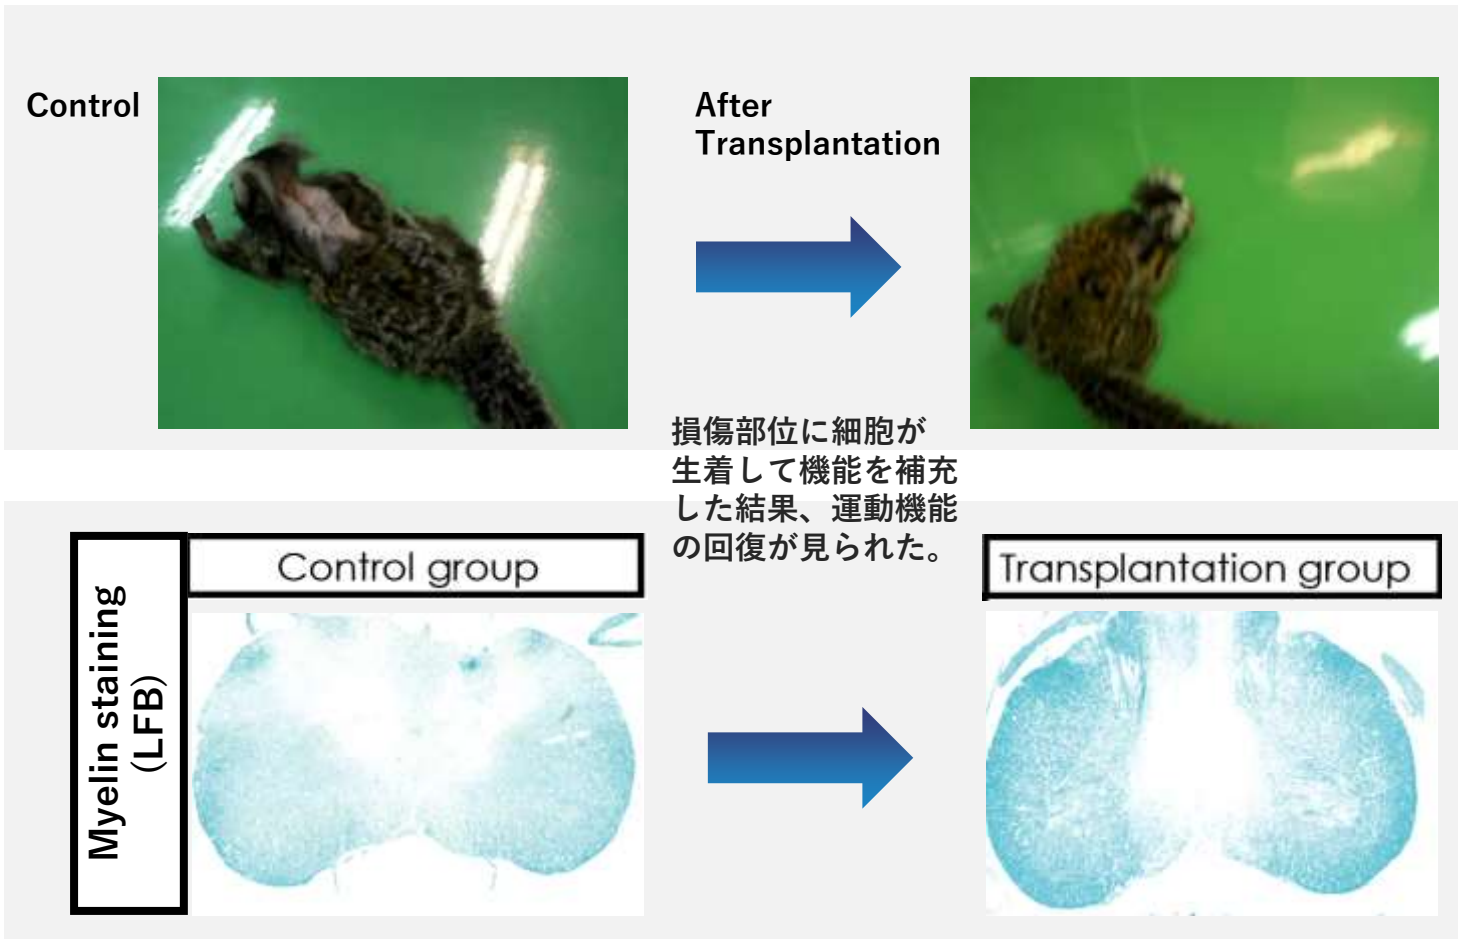 Control
After
Transplantation
損傷部位に細胞が
生着して機能を補充
した結果、運動機能
の回復が見られた。
Myelin staining
(LFB)
Control group
Transplantation group